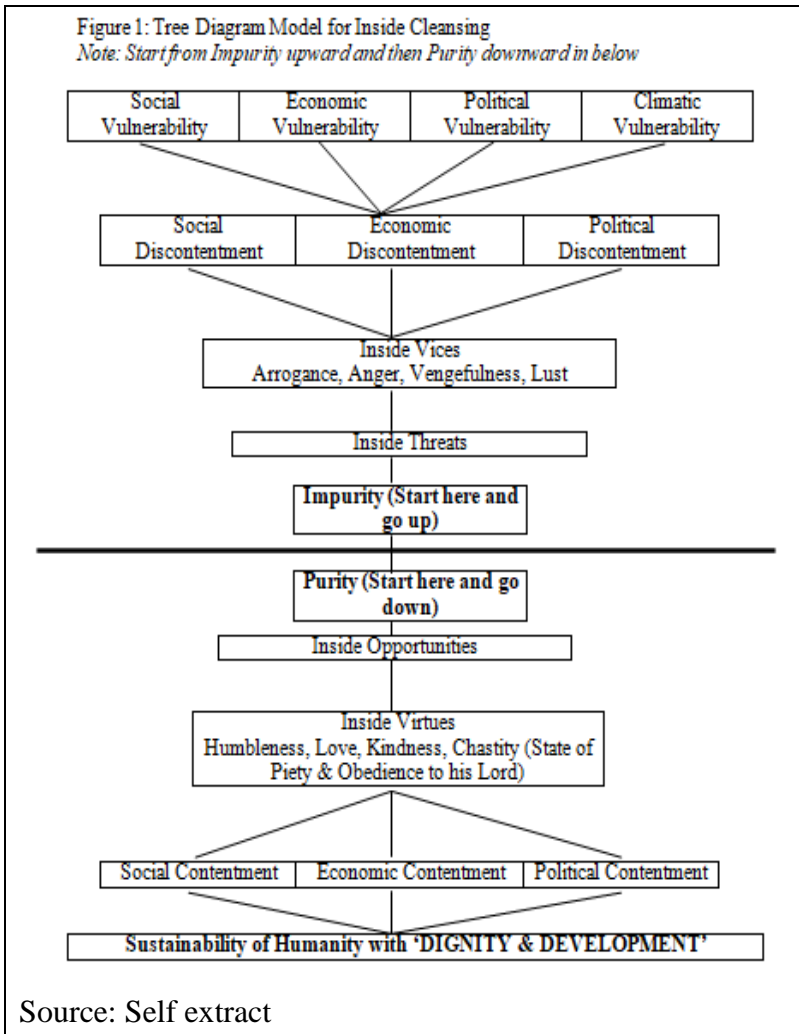 Figure 1: Tree Diagram Model for Inside Cleansing
Note: Start from Impurity upward and then Purity downward in below
Social Vulnerability
Economic Vulnerability
Political Vulnerability
Climatic Vulnerability
Social Discontentment
Economic Discontentment
Political Discontentment
Inside Vices
Arrogance, Anger, Vengefulness, Lust
Inside Threats
Impurity (Start here and
go up)
Purity (Start here and go
down)
Inside Opportunities
Inside Virtues
Humbleness, Love, Kindness, Chastity (State of
Piety & Obedience to his Lord)
Social Contentment
Economic Contentment
Political Contentment
Sustainability of Humanity with ‘DIGNITY & DEVELOPMENT’
Source: Self extract